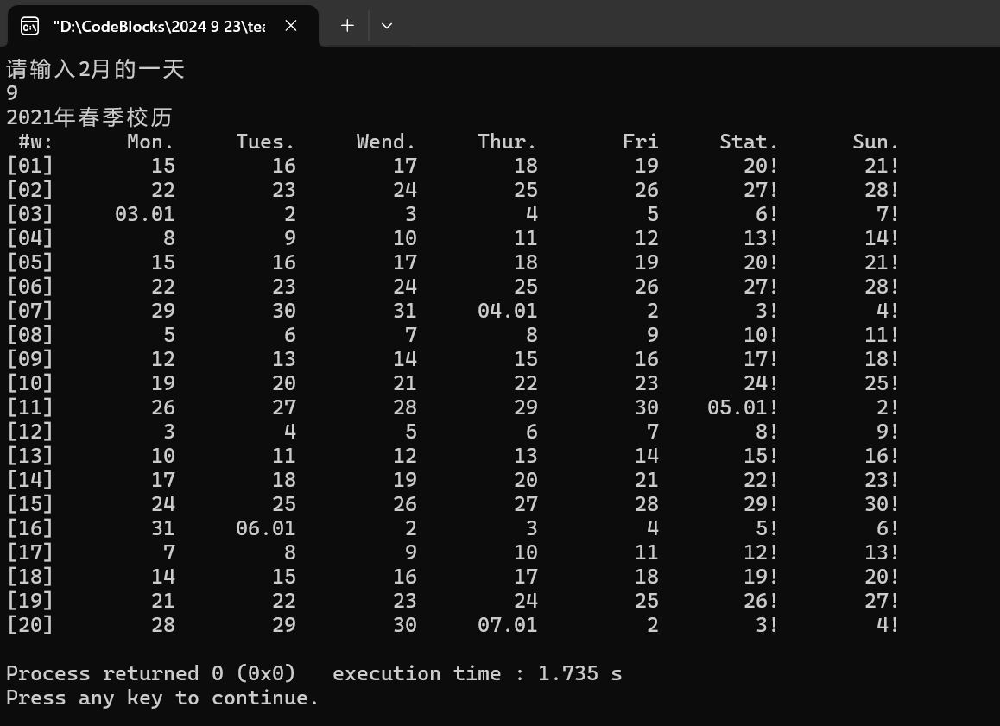 "D:\CodeBlocks\2024 9 23\tea
请输入2月的一天
9
2021年春季校历
#w: Mon. Tues. Wend. Thur. Fri Stat. Sun.
[01] 15 16 17 18 19 20! 21!
[02] 22 23 24 25 26 27! 28!
[03] 03.01 2 3 4 5 6! 7!
[04] 8 9 10 11 12 13! 14!
[05] 15 16 17 18 19 20! 21!
[06] 22 23 24 25 26 27! 28!
[07] 29 30 31 04.01 2 3! 4!
[08] 5 6 7 8 9 10! 11!
[09] 12 13 14 15 16 17! 18!
[10] 19 20 21 22 23 24! 25!
[11] 26 27 28 29 30 05.01! 2!
[12] 3 4 5 6 7 8! 9!
[13] 10 11 12 13 14 15! 16!
[14] 17 18 19 20 21 22! 23!
[15] 24 25 26 27 28 29! 30!
[16] 31 06.01 2 3 4 5! 6!
[17] 7 8 9 10 11 12! 13!
[18] 14 15 16 17 18 19! 20!
[19] 21 22 23 24 25 26! 27!
[20] 28 29 30 07.01 2 3! 4!
Process returned 0 (0x0) execution time : 1.735 s
Press any key to continue.